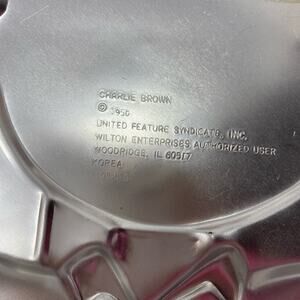 CHARLIE BROWN
© 1950
UNITED FEATURE SYNDICATE, INC.
WILTON ENTERPRISES AUTHORIZED USER
WOODRIDGE, IL 60517
KOREA